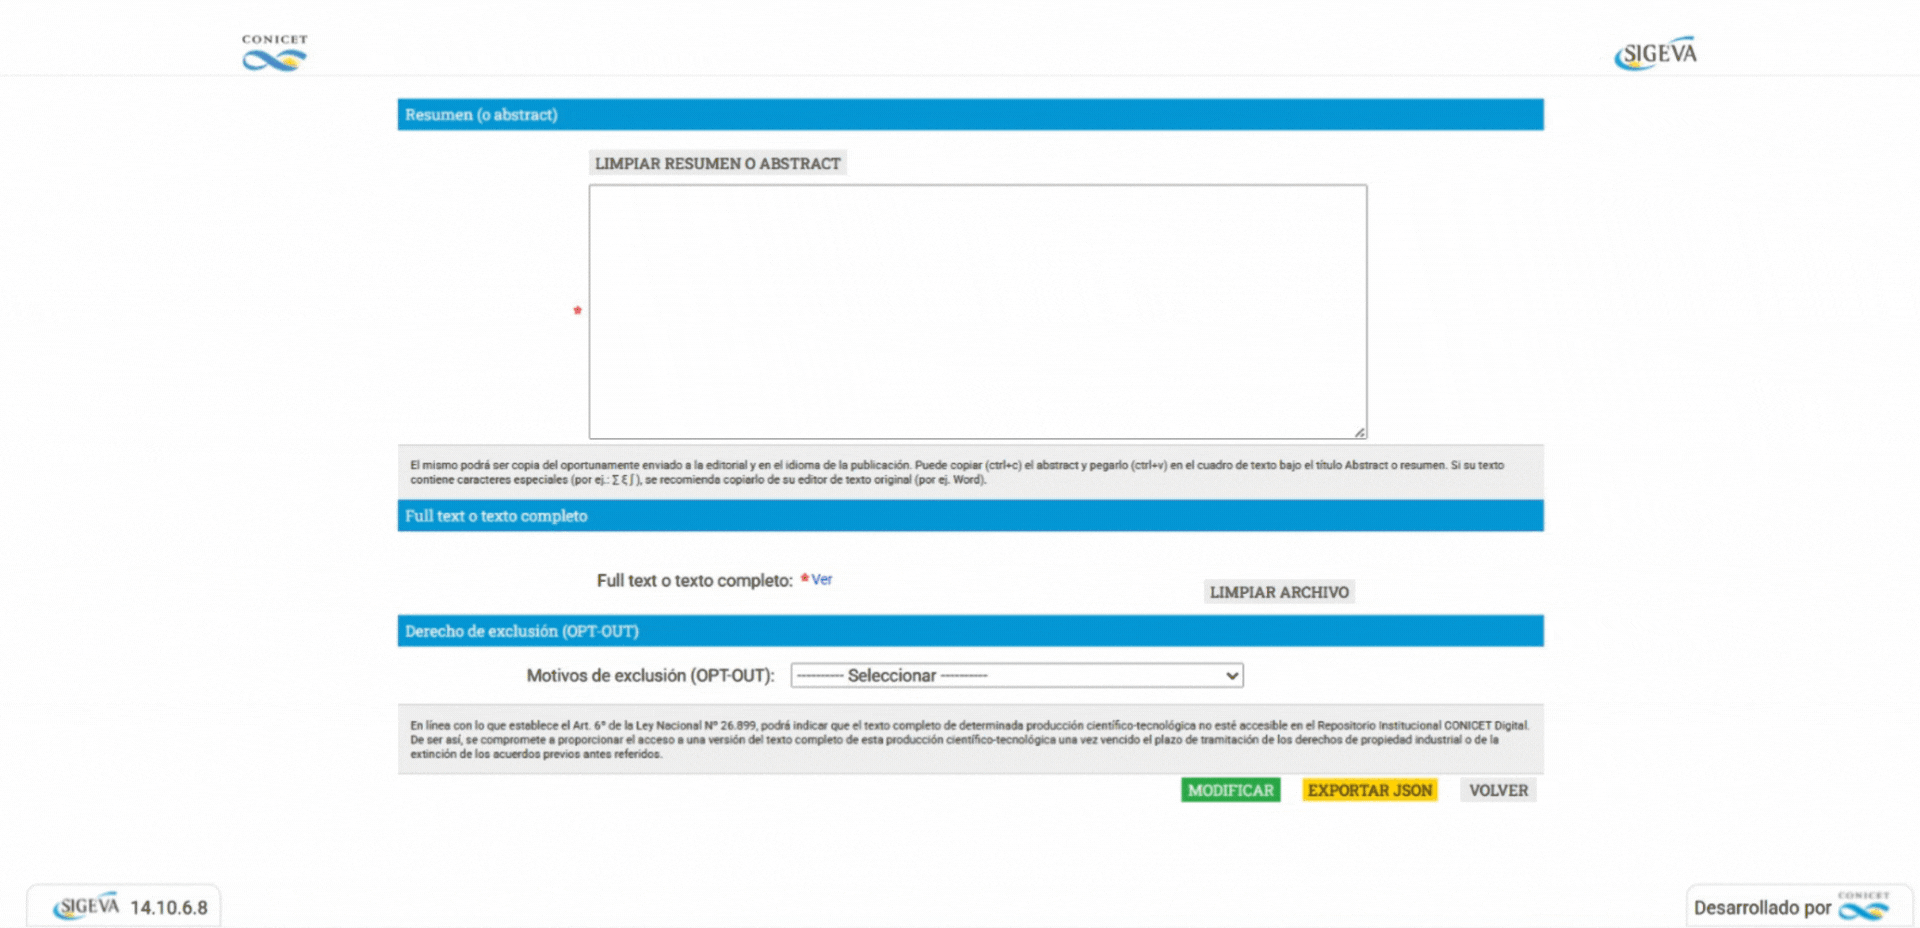 CONICET
SIGEVA
Resumen (o abstract)
LIMPIAR RESUMEN O ABSTRACT
*
El mismo podrá ser copia del oportunamente enviado a la editorial y en el idioma de la publicación. Puede copiar (ctrl+c) el abstract y pegarlo (ctrl+v) en el cuadro de texto bajo el título Abstract o resumen. Si su texto
contiene caracteres especiales (por ej.: Σ ξ ∫ ), se recomienda copiarlo de su editor de texto original (por ej. Word).
Full text o texto completo
Full text o texto completo: * Ver
LIMPIAR ARCHIVO
Derecho de exclusión (OPT-OUT)
Motivos de exclusión (OPT-OUT): ---------- Seleccionar ----------
En línea con lo que establece el Art. 6° de la Ley Nacional N° 26.899, podrá indicar que el texto completo de determinada producción científico-tecnológica no esté accesible en el Repositorio Institucional CONICET Digital.
De ser así, se compromete a proporcionar el acceso a una versión del texto completo de esta producción científico-tecnológica una vez vencido el plazo de tramitación de los derechos de propiedad industrial o de la
extinción de los acuerdos previos antes referidos.
MODIFICAR EXPORTAR JSON VOLVER
SIGEVA 14.10.6.8
Desarrollado por CONICET